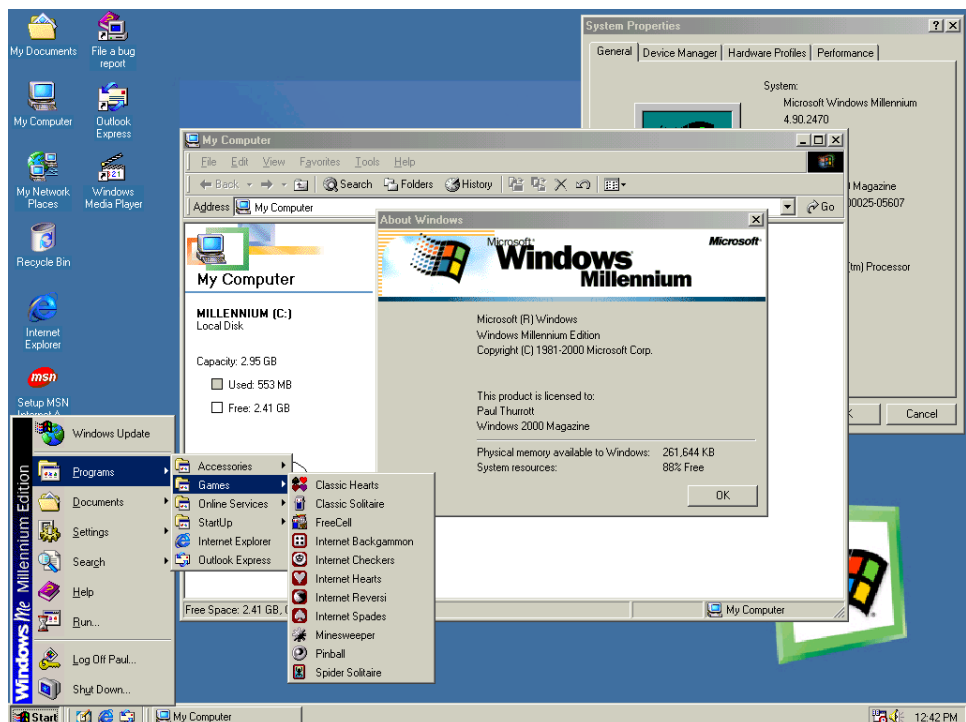 My Documents
File a bug
report
My Computer
Outlook
Express
My Network
Places
Windows
Media Player
Recycle Bin
Internet
Explorer
msn
Setup MSN
System Properties
General
Device Manager
Hardware Profiles
Performance
System:
Microsoft Windows Millennium
4.90.2470
Magazine
00025-05607
(tm) Processor
Cancel
My Computer
File Edit View Favorites Tools Help
Back
Search
Folders
History
Address
My Computer
Go
My Computer
MILLENNIUM (C:)
Local Disk
Capacity: 2.95 GB
Used: 553 MB
Free: 2.41 GB
Free Space: 2.41 GB,
My Computer
About Windows
Microsoft
Windows
Millennium
Microsoft
Microsoft (R) Windows
Windows Millennium Edition
Copyright (C) 1981-2000 Microsoft Corp.
This product is licensed to:
Paul Thurrott
Windows 2000 Magazine
Physical memory available to Windows: 261,644 KB
System resources: 88% Free
OK
Windows Me Millennium Edition
Windows Update
Programs
Documents
Settings
Search
Help
Run...
Log Off Paul...
Shut Down...
Accessories
Games
Online Services
StartUp
Internet Explorer
Outlook Express
Classic Hearts
Classic Solitaire
FreeCell
Internet Backgammon
Internet Checkers
Internet Hearts
Internet Reversi
Internet Spades
Minesweeper
Pinball
Spider Solitaire
Start
My Computer
12:42 PM